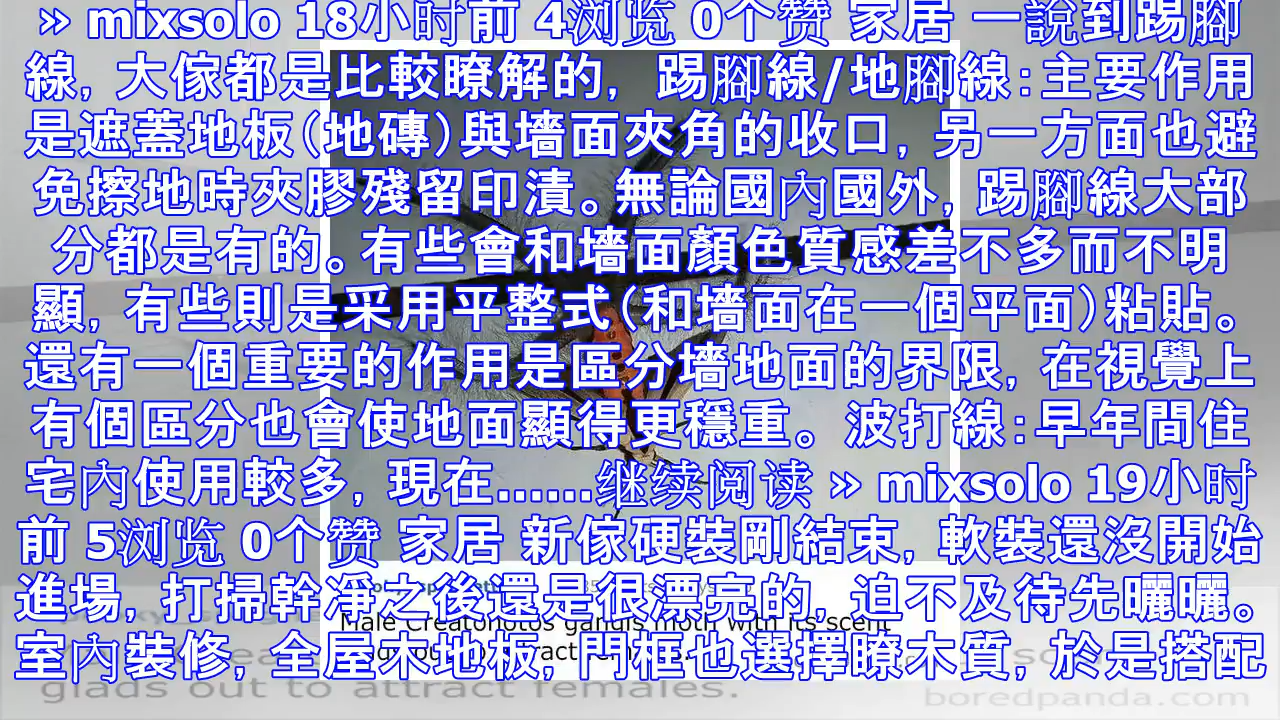 » mixsolo 18小时前 4浏览 0个赞 家居 一說到踢腳
線, 大傢都是比較瞭解的, 踢腳線/地腳線:主要作用
是遮蓋地板(地磚)與墻面夾角的收口, 另一方面也避
免擦地時夾膠殘留印漬。無論國內國外, 踢腳線大部
分都是有的。有些會和墻面顏色質感差不多而不明
顯, 有些則是采用平整式(和墻面在一個平面)粘貼。
還有一個重要的作用是區分墻地面的界限, 在視覺上
有個區分也會使地面顯得更穩重。波打線:早年間住
宅內使用較多, 現在......继续阅读 » mixsolo 19小时
前 5浏览 0个赞 家居 新傢硬裝剛結束, 軟裝還沒開始
進場, 打掃幹凈之後還是很漂亮的, 迫不及待先曬曬。
室內裝修, 全屋木地板, 門框也選擇瞭木質, 於是搭配
Male Creatonotos gangis moth with its scent
glads out to attract females.
boredpanda.com